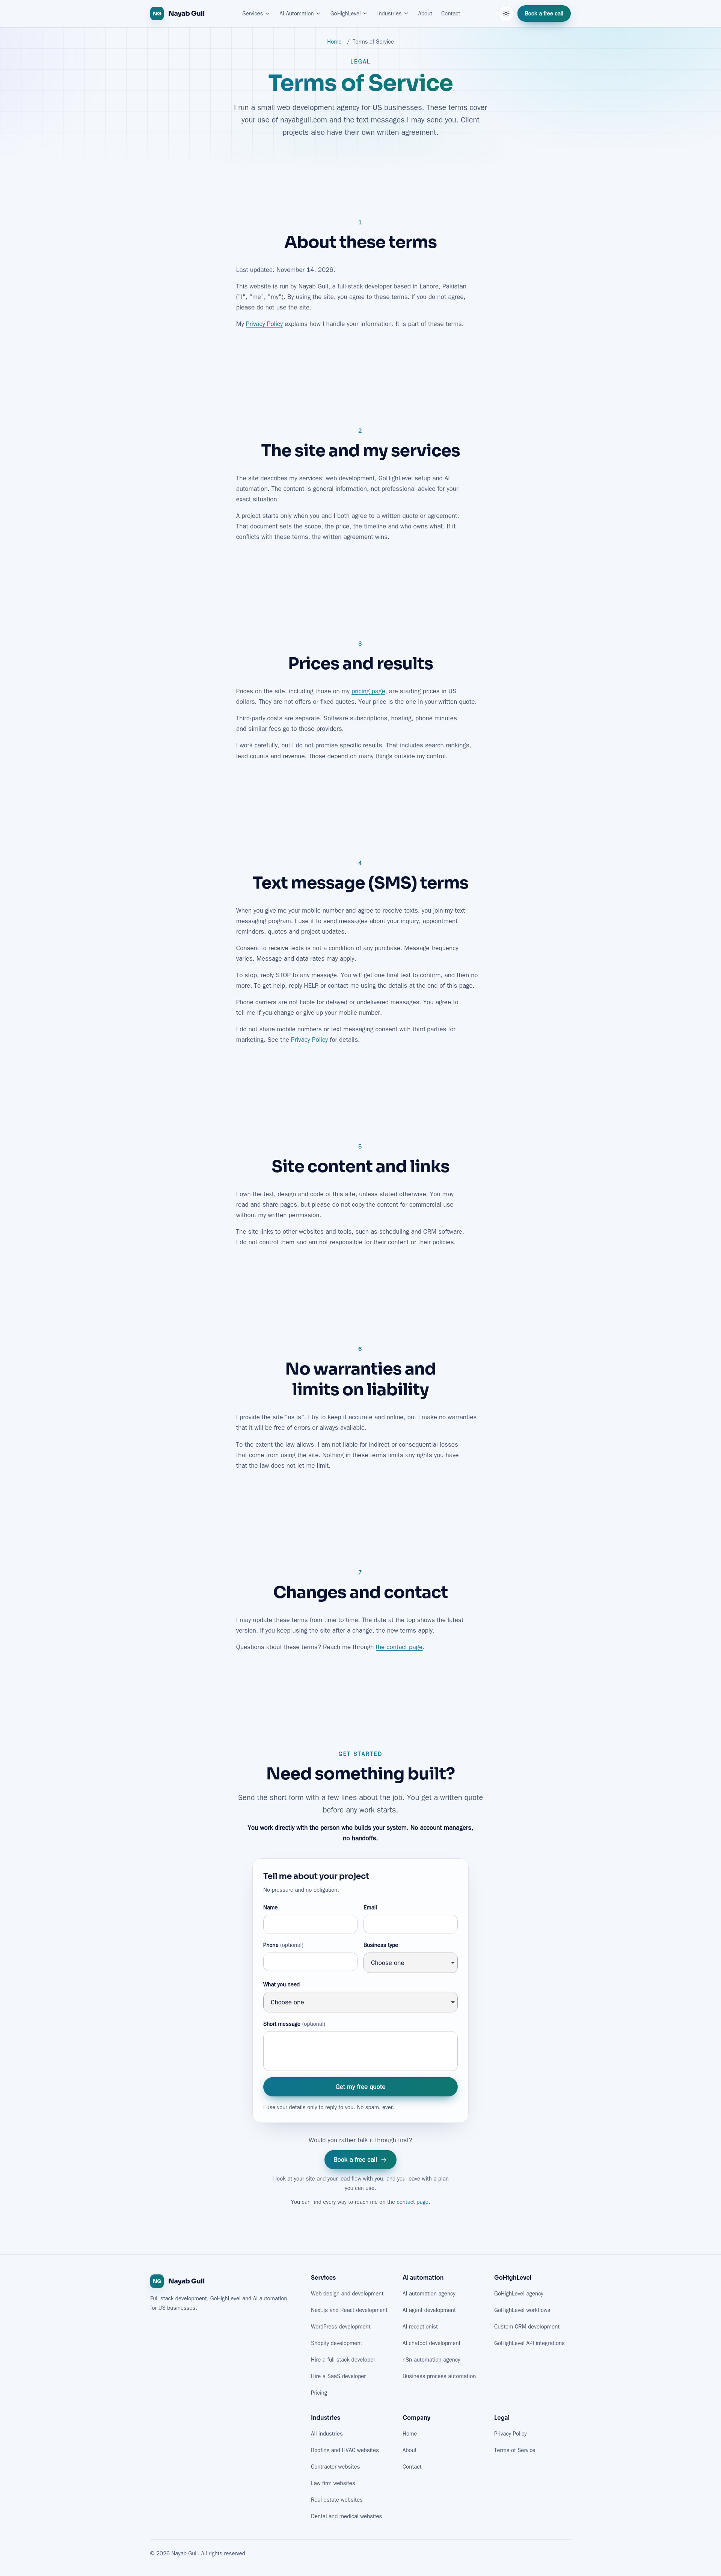 NG Nayab Gull Services AI Automation GoHighLevel Industries About Contact Book a free call
Home / Terms of Service
LEGAL
Terms of Service
I run a small web development agency for US businesses. These terms cover
your use of nayabgull.com and the text messages I may send you. Client
projects also have their own written agreement.
1
About these terms
Last updated: November 14, 2026.
This website is run by Nayab Gull, a full-stack developer based in Lahore, Pakistan
("I", "me", "my"). By using the site, you agree to these terms. If you do not agree,
please do not use the site.
My Privacy Policy explains how I handle your information. It is part of these terms.
2
The site and my services
The site describes my services: web development, GoHighLevel setup and AI
automation. The content is general information, not professional advice for your
exact situation.
A project starts only when you and I both agree to a written quote or agreement.
That document sets the scope, the price, the timeline and who owns what. If it
conflicts with these terms, the written agreement wins.
3
Prices and results
Prices on the site, including those on my pricing page, are starting prices in US
dollars. They are not offers or fixed quotes. Your price is the one in your written quote.
Third-party costs are separate. Software subscriptions, hosting, phone minutes
and similar fees go to those providers.
I work carefully, but I do not promise specific results. That includes search rankings,
lead counts and revenue. Those depend on many things outside my control.
4
Text message (SMS) terms
When you give me your mobile number and agree to receive texts, you join my text
messaging program. I use it to send messages about your inquiry, appointment
reminders, quotes and project updates.
Consent to receive texts is not a condition of any purchase. Message frequency
varies. Message and data rates may apply.
To stop, reply STOP to any message. You will get one final text to confirm, and then no
more. To get help, reply HELP or contact me using the details at the end of this page.
Phone carriers are not liable for delayed or undelivered messages. You agree to
tell me if you change or give up your mobile number.
I do not share mobile numbers or text messaging consent with third parties for
marketing. See the Privacy Policy for details.
5
Site content and links
I own the text, design and code of this site, unless stated otherwise. You may
read and share pages, but please do not copy the content for commercial use
without my written permission.
The site links to other websites and tools, such as scheduling and CRM software.
I do not control them and am not responsible for their content or their policies.
6
No warranties and
limits on liability
I provide the site "as is". I try to keep it accurate and online, but I make no warranties
that it will be free of errors or always available.
To the extent the law allows, I am not liable for indirect or consequential losses
that come from using the site. Nothing in these terms limits any rights you have
that the law does not let me limit.
7
Changes and contact
I may update these terms from time to time. The date at the top shows the latest
version. If you keep using the site after a change, the new terms apply.
Questions about these terms? Reach me through the contact page.
GET STARTED
Need something built?
Send the short form with a few lines about the job. You get a written quote
before any work starts.
You work directly with the person who builds your system. No account managers,
no handoffs.
Tell me about your project
No pressure and no obligation.
Name Email
Phone (optional) Business type
Choose one
What you need
Choose one
Short message (optional)
Get my free quote
I use your details only to reply to you. No spam, ever.
Would you rather talk it through first?
Book a free call →
I look at your site and your lead flow with you, and you leave with a plan
you can use.
You can find every way to reach me on the contact page.
NG Nayab Gull
Full-stack development, GoHighLevel and AI automation
for US businesses.
Services
Web design and development
Next.js and React development
WordPress development
Shopify development
Hire a full stack developer
Hire a SaaS developer
Pricing
AI automation
AI automation agency
AI agent development
AI receptionist
AI chatbot development
n8n automation agency
Business process automation
GoHighLevel
GoHighLevel agency
GoHighLevel workflows
Custom CRM development
GoHighLevel API integrations
Industries
All industries
Roofing and HVAC websites
Contractor websites
Law firm websites
Real estate websites
Dental and medical websites
Company
Home
About
Contact
Legal
Privacy Policy
Terms of Service
© 2026 Nayab Gull. All rights reserved.